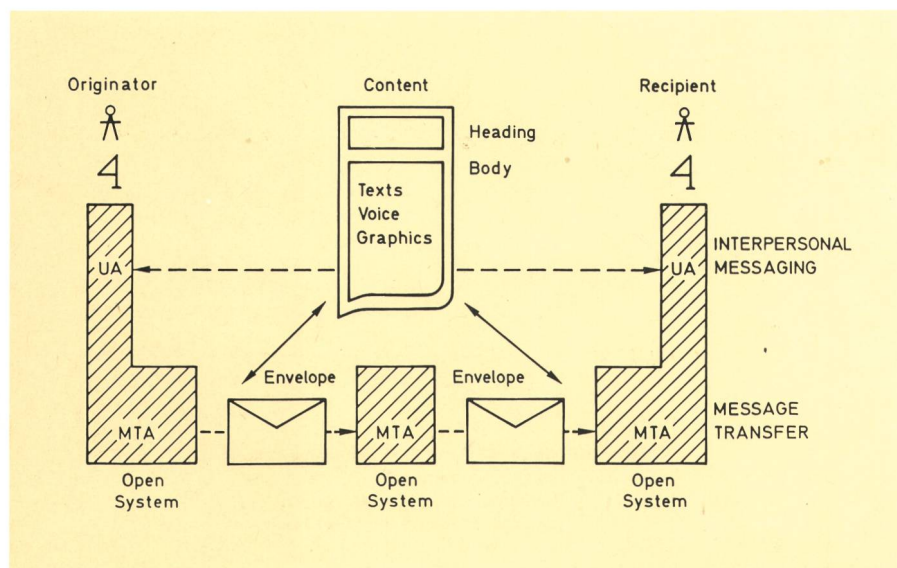 Originator
Content
Recipient
Heading
Body
Texts
Voice
Graphics
UA
UA
INTERPERSONAL
MESSAGING
Envelope
Envelope
MTA
MTA
MTA
MESSAGE
TRANSFER
Open
System
Open
System
Open
System